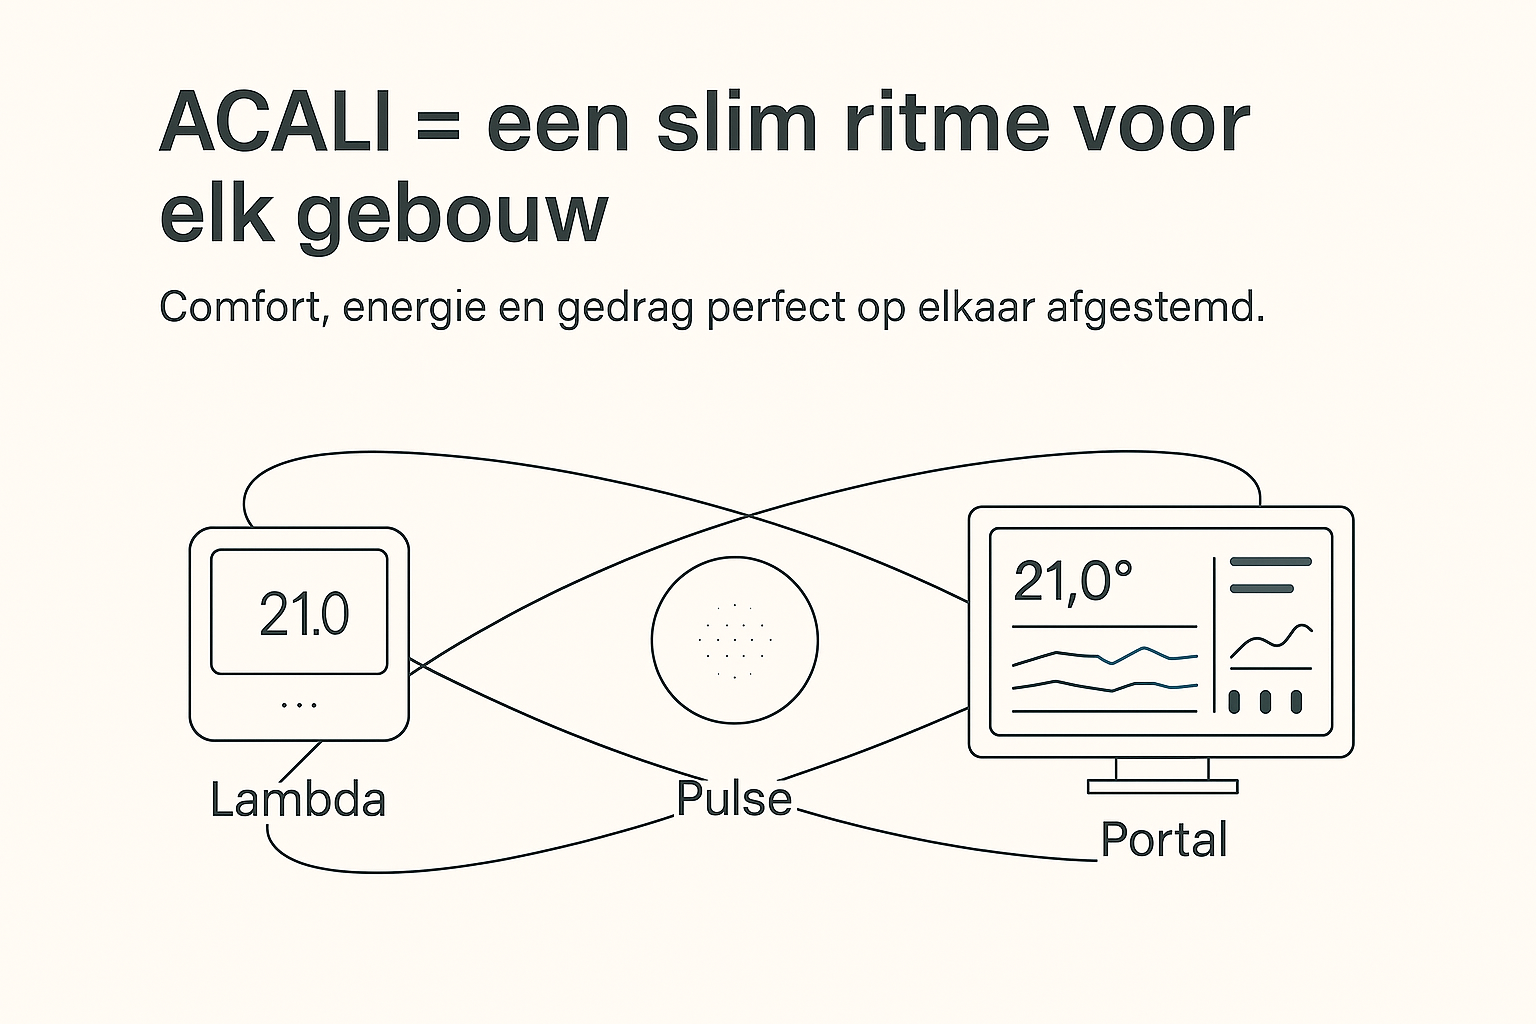 ACALI = een slim ritme voor
elk gebouw
Comfort, energie en gedrag perfect op elkaar afgestemd.
21.0
21,0°
Lambda
Pulse
Portal